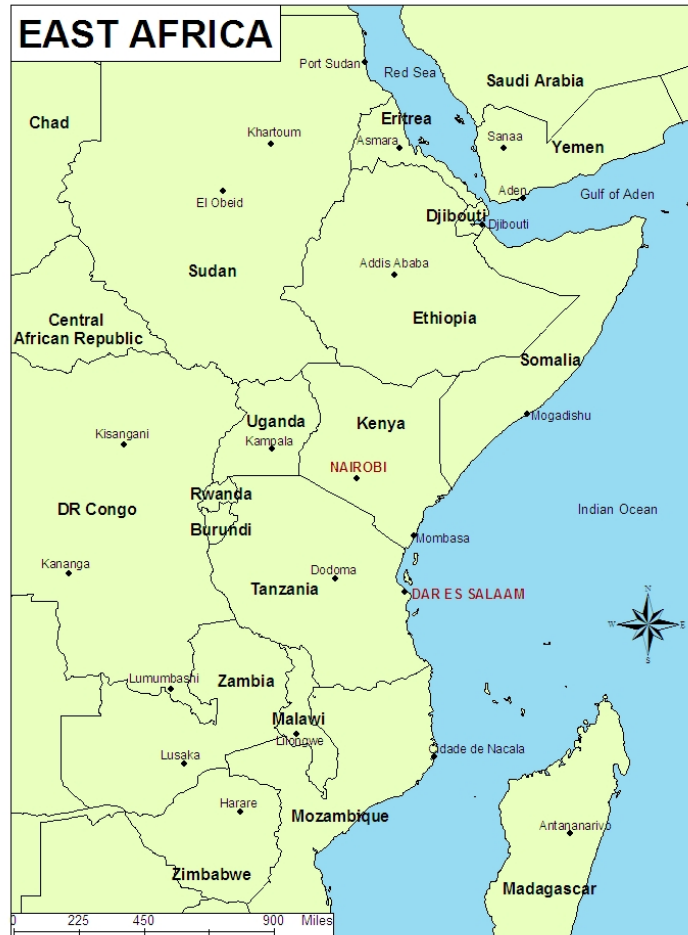 EAST AFRICA
Port Sudan
Red Sea
Saudi Arabia
Chad
Eritrea
Khartoum
Asmara
Sanaa
Yemen
El Obeid
Aden
Gulf of Aden
Djibouti
Djibouti
Addis Ababa
Sudan
Ethiopia
Central
African Republic
Somalia
Mogadishu
Uganda
Kenya
Kisangani
Kampala
NAIROBI
Rwanda
DR Congo
Indian Ocean
Burundi
Mombasa
Kananga
Dodoma
Tanzania
DAR ES SALAAM
N
W
E
S
Lumumbashi
Zambia
Malawi
Lilongwe
Cidade de Nacala
Lusaka
Harare
Mozambique
Antananarivo
Zimbabwe
Madagascar
0 225 450 900 Miles